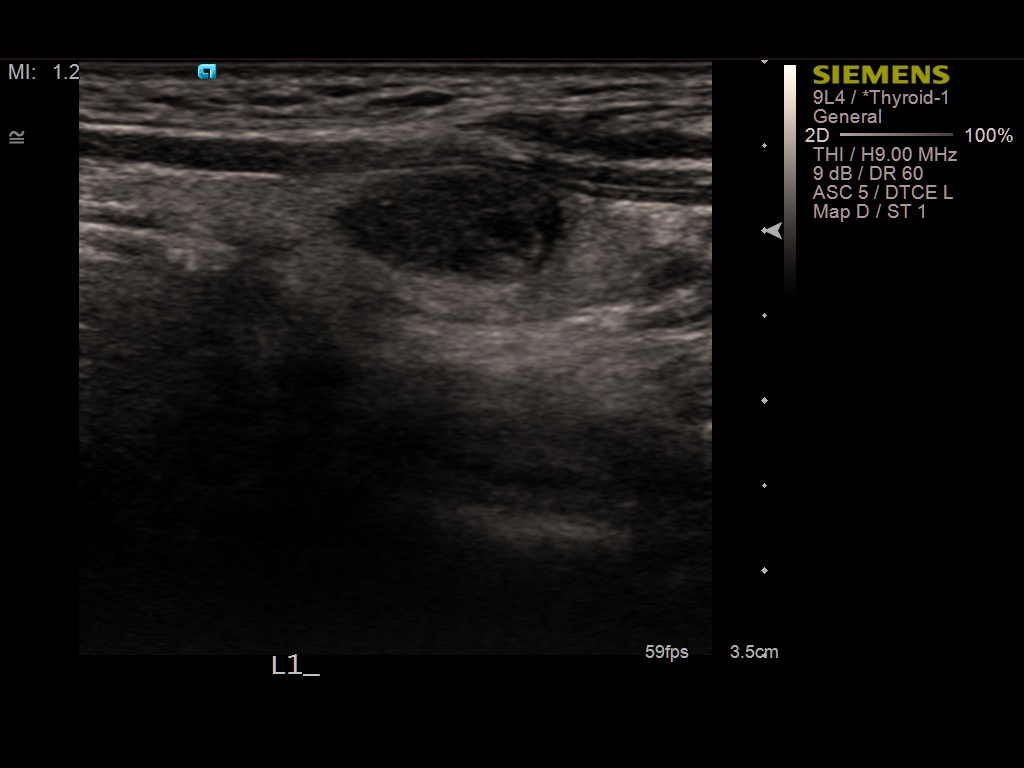 MI: 1.2
SIEMENS
9L4 / *Thyroid-1
General
2D 100%
THI / H9.00 MHz
9 dB / DR 60
ASC 5 / DTCE L
Map D / ST 1
59fps 3.5cm
L1_